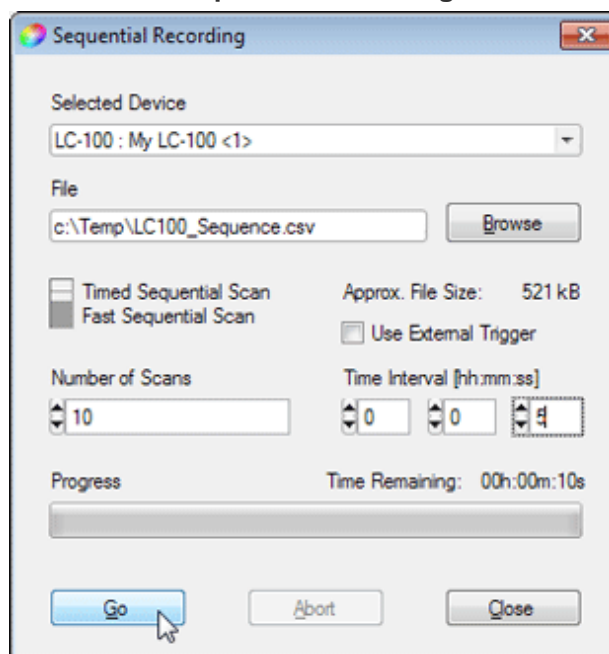 Sequential Recording
Selected Device
LC-100 : My LC-100 <1>
File
c:\Temp\LC100_Sequence.csv
Browse
Timed Sequential Scan Approx. File Size: 521 kB
Fast Sequential Scan
Use External Trigger
Number of Scans Time Interval [hh:mm:ss]
10 0 0 5
Progress Time Remaining: 00h:00m:10s
Go Abort Close